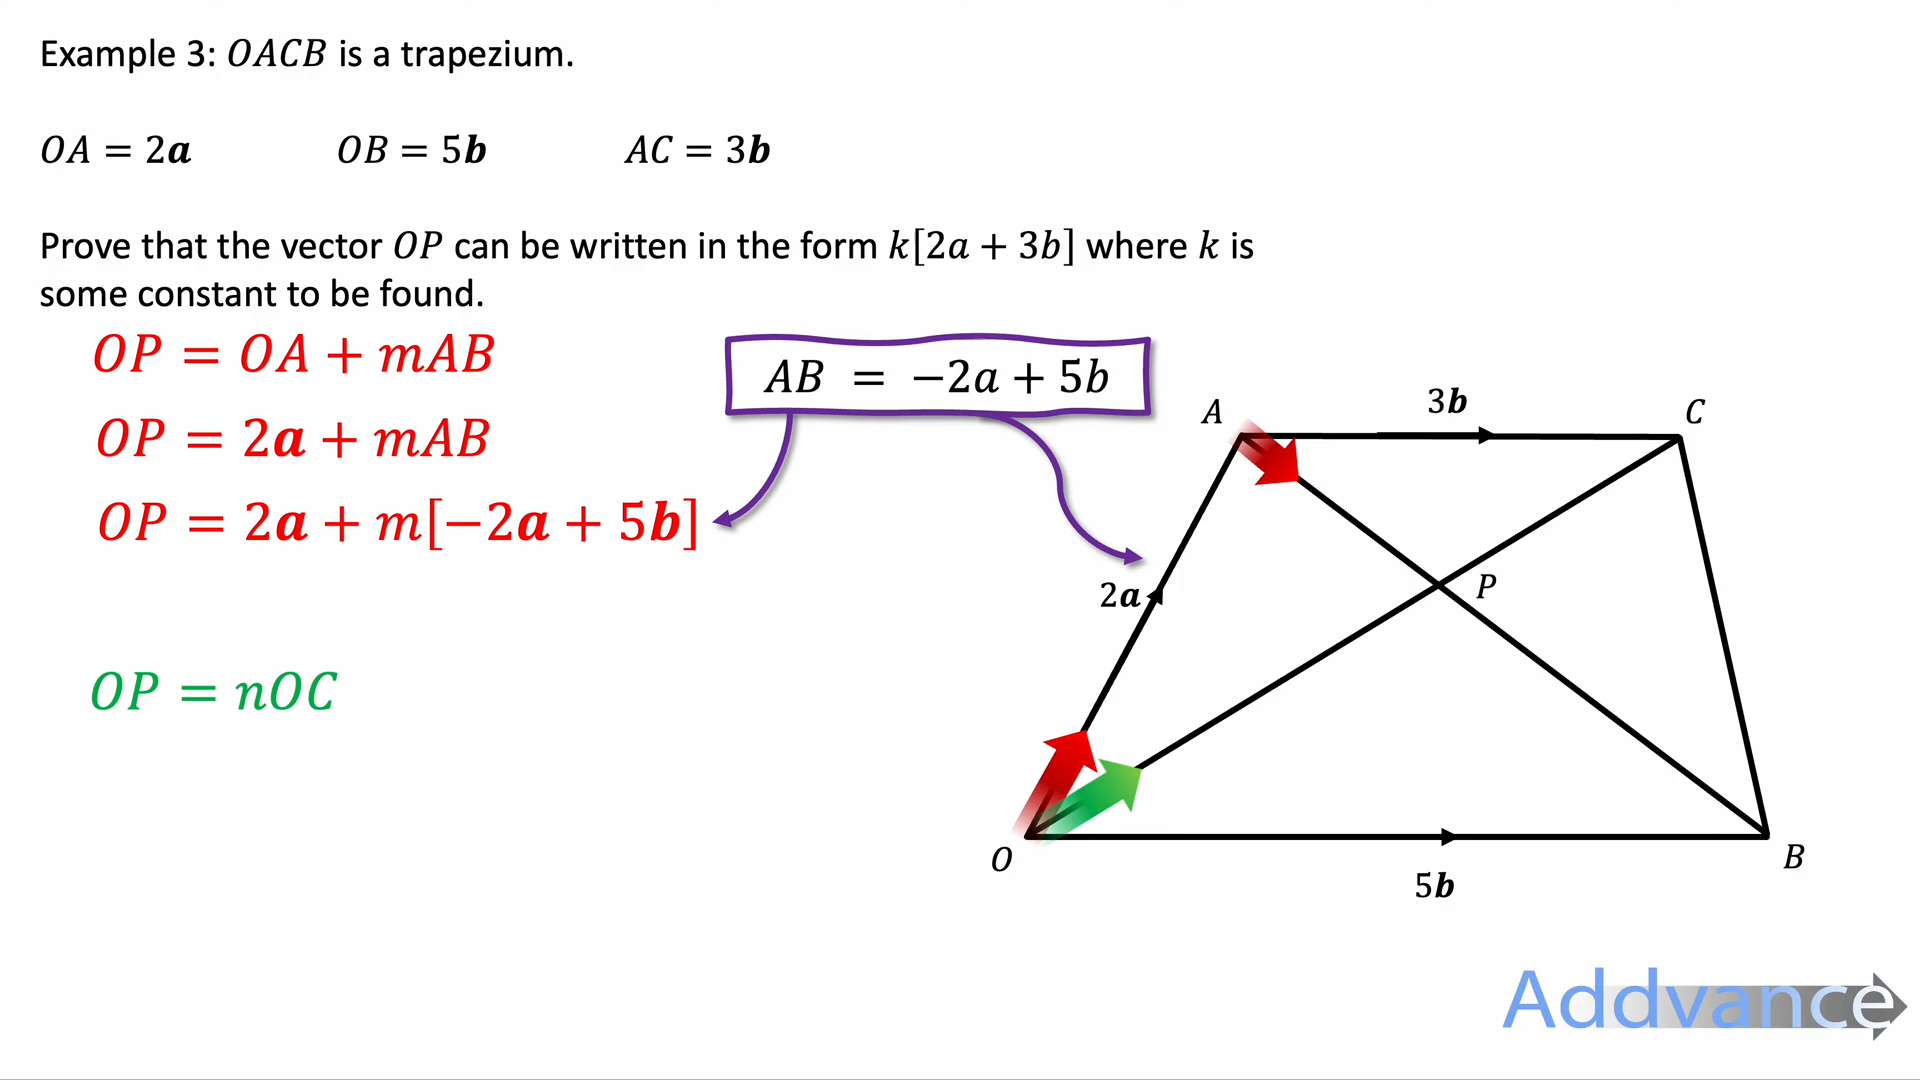 Example 3: OACB is a trapezium.
OA = 2a OB = 5b AC = 3b
Prove that the vector OP can be written in the form k[2a + 3b] where k is
some constant to be found.
OP = OA + mAB
AB = −2a + 5b
OP = 2a + mAB
OP = 2a + m[−2a + 5b]
OP = nOC
A
3b
C
2a
P
O
B
5b
Addvance